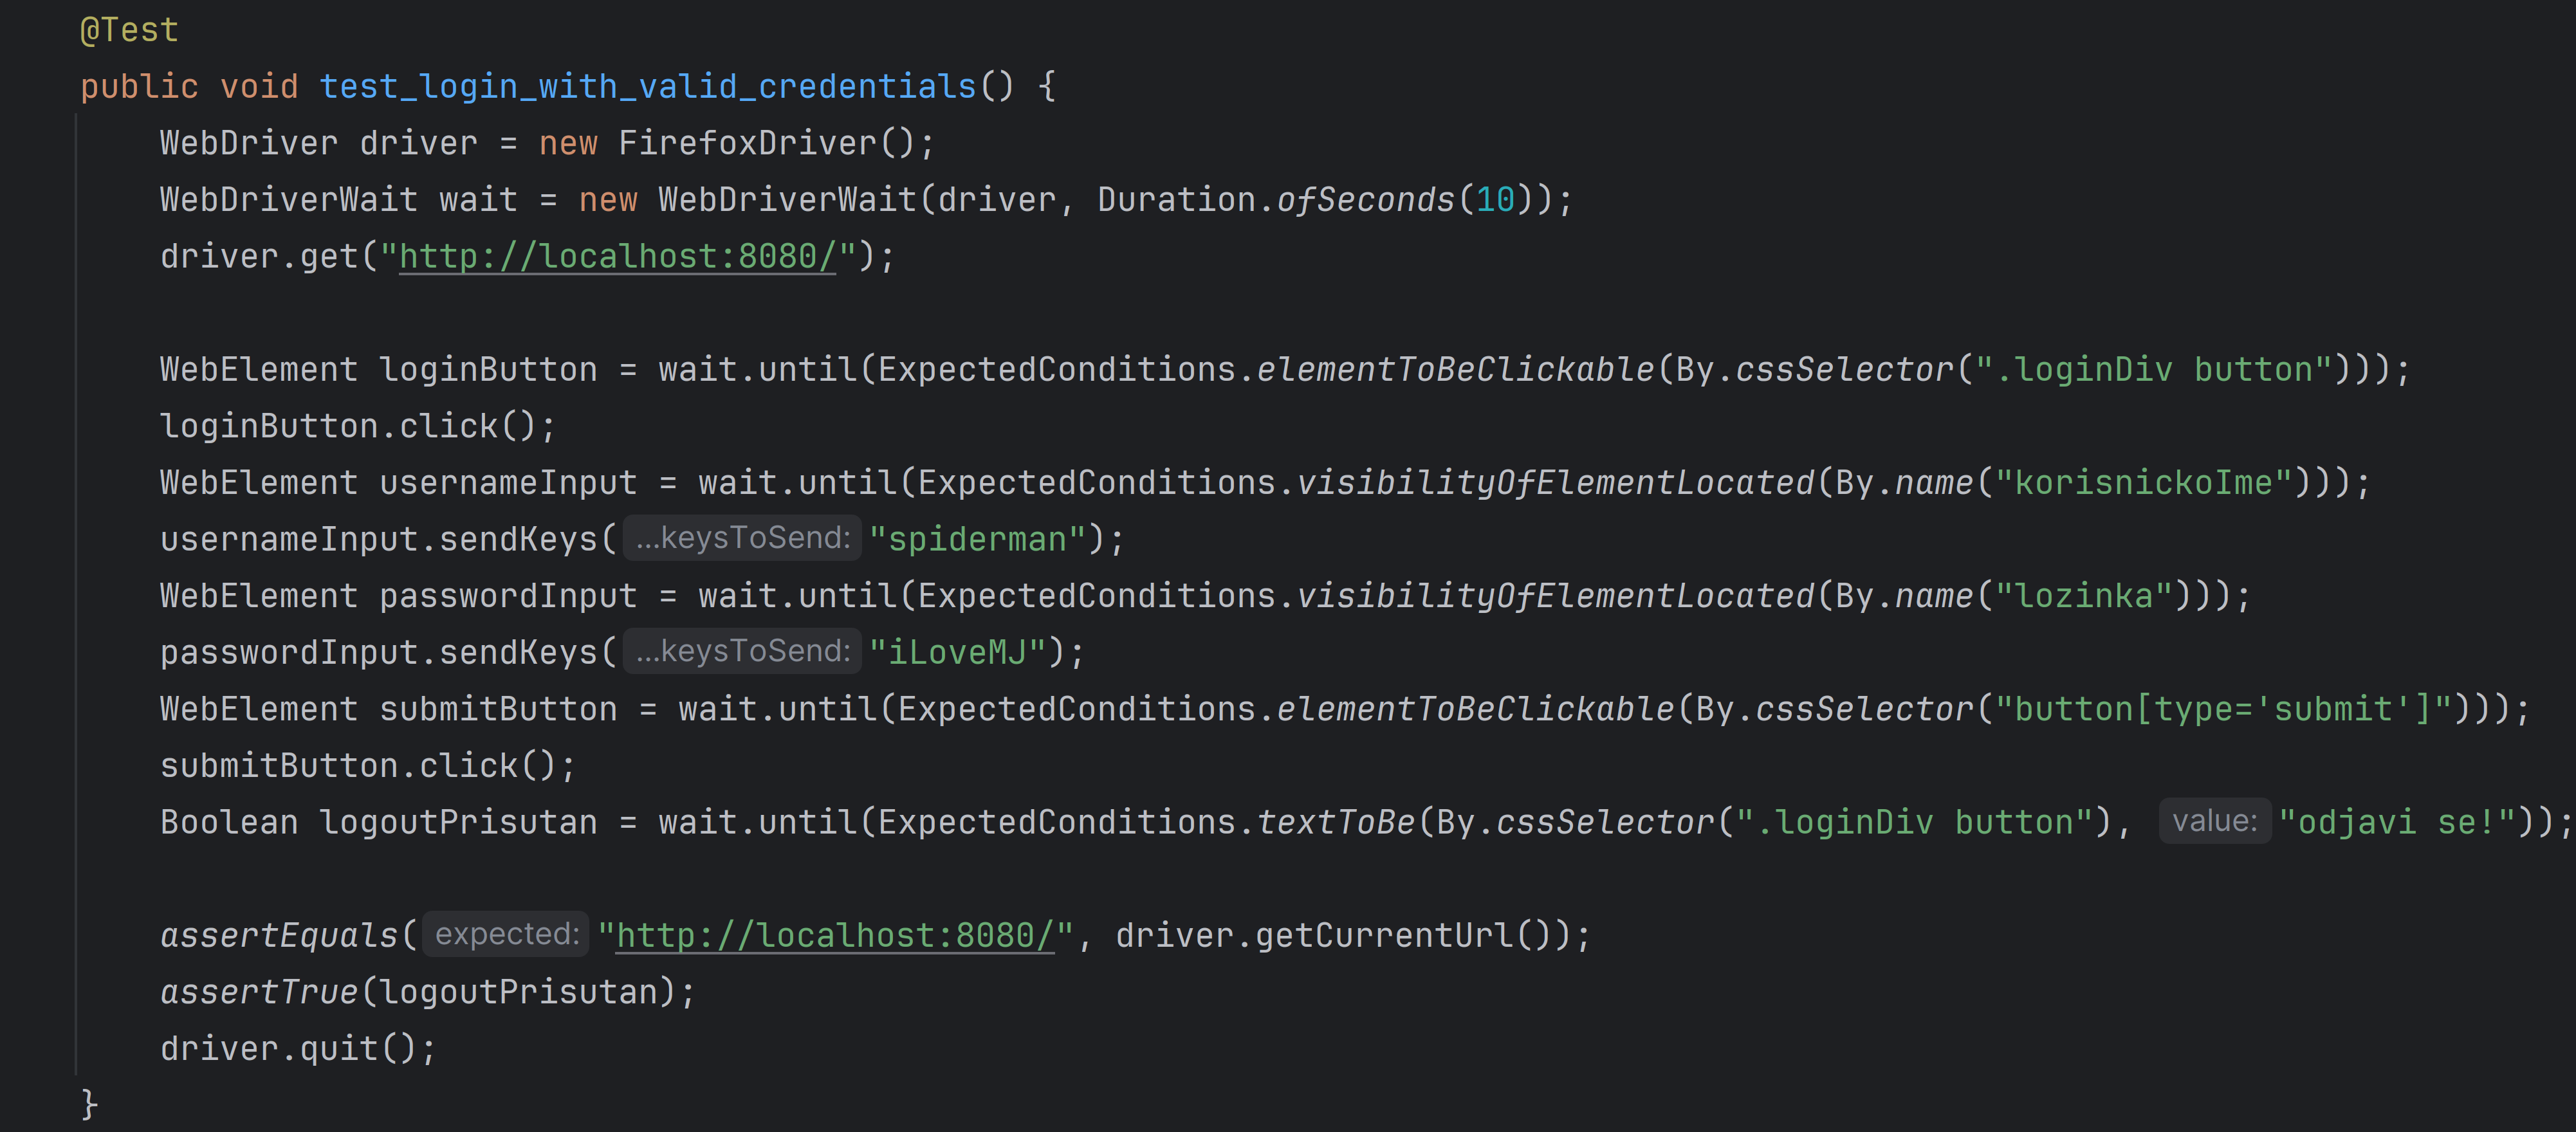 @Test
public void test_login_with_valid_credentials() {
WebDriver driver = new FirefoxDriver();
WebDriverWait wait = new WebDriverWait(driver, Duration.ofSeconds(10));
driver.get("http://localhost:8080/");
WebElement loginButton = wait.until(ExpectedConditions.elementToBeClickable(By.cssSelector(".loginDiv button")));
loginButton.click();
WebElement usernameInput = wait.until(ExpectedConditions.visibilityOfElementLocated(By.name("korisnickoIme")));
usernameInput.sendKeys( ...keysToSend: "spiderman");
WebElement passwordInput = wait.until(ExpectedConditions.visibilityOfElementLocated(By.name("lozinka")));
passwordInput.sendKeys( ...keysToSend: "iLoveMJ");
WebElement submitButton = wait.until(ExpectedConditions.elementToBeClickable(By.cssSelector("button[type='submit']")));
submitButton.click();
Boolean logoutPrisutan = wait.until(ExpectedConditions.textToBe(By.cssSelector(".loginDiv button"), value: "odjavi se!"));
assertEquals( expected: "http://localhost:8080/", driver.getCurrentUrl());
assertTrue(logoutPrisutan);
driver.quit();
}